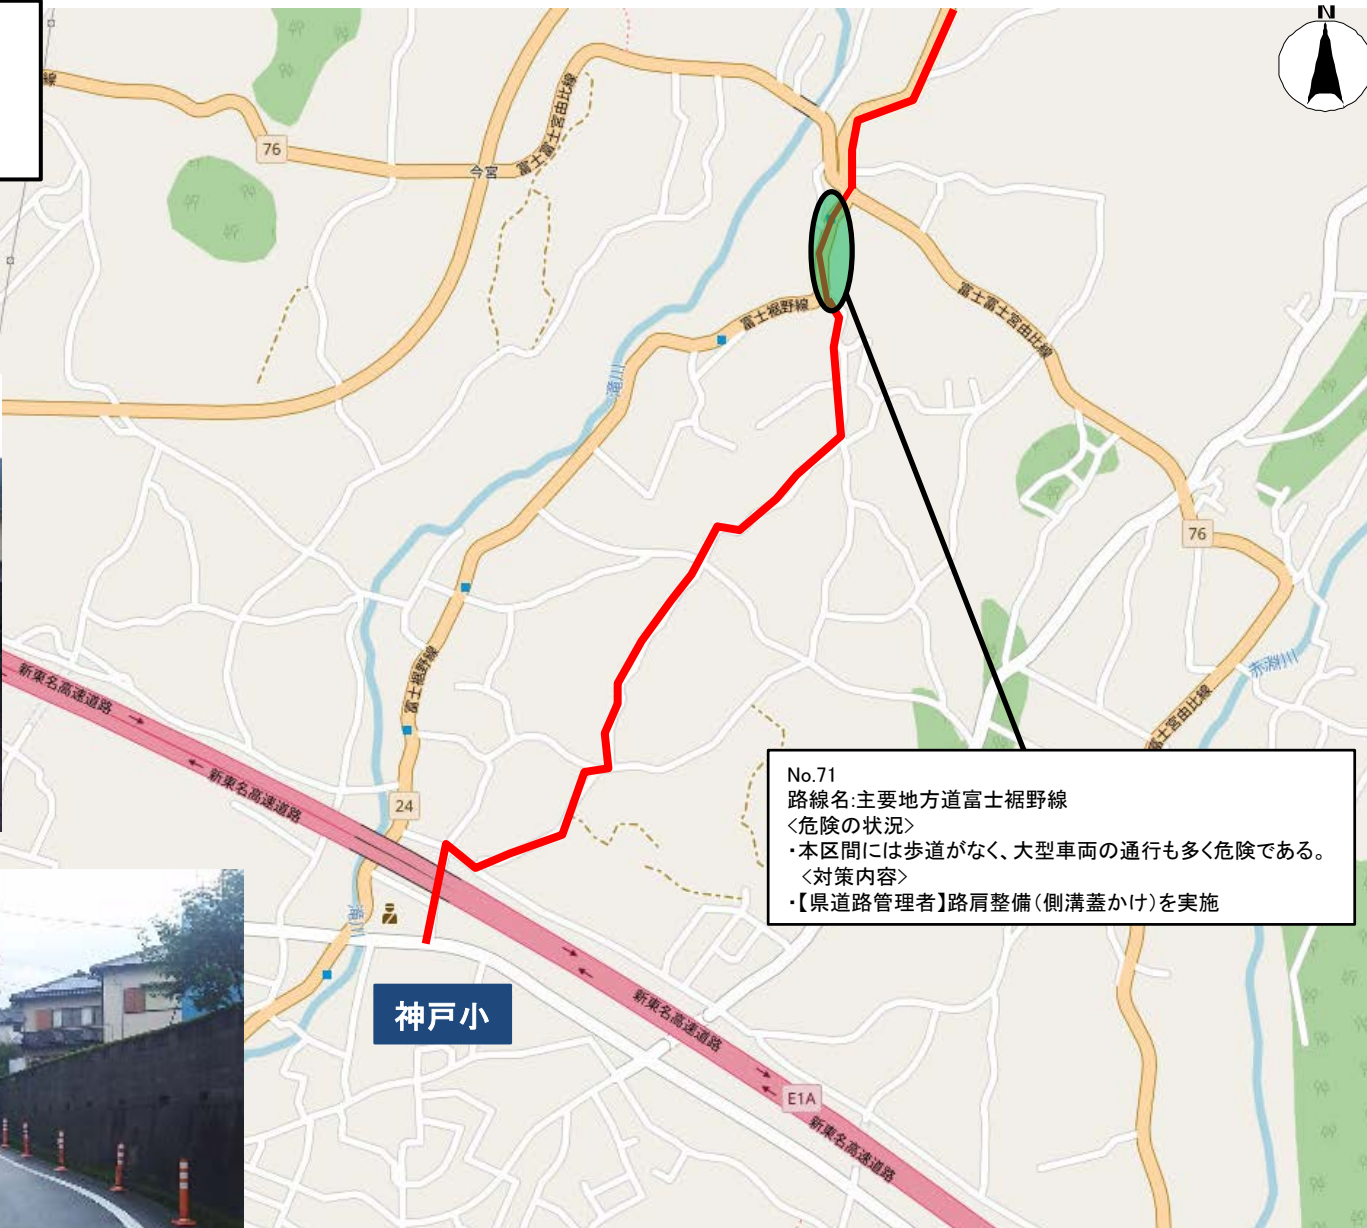 N
線
76
今宮
富士富士宮由比線
富士裾野線
富士富士宮由比線
滝川
76
赤淵川
富士裾野線
富士宮由比線
新東名高速道路
新東名高速道路
24
No.71
路線名:主要地方道富士裾野線
<危険の状況>
・本区間には歩道がなく、大型車両の通行も多く危険である。
<対策内容>
・【県道路管理者】路肩整備(側溝蓋かけ)を実施
滝川
神戸小
新東名高速道路
E1A
新東名高速道路